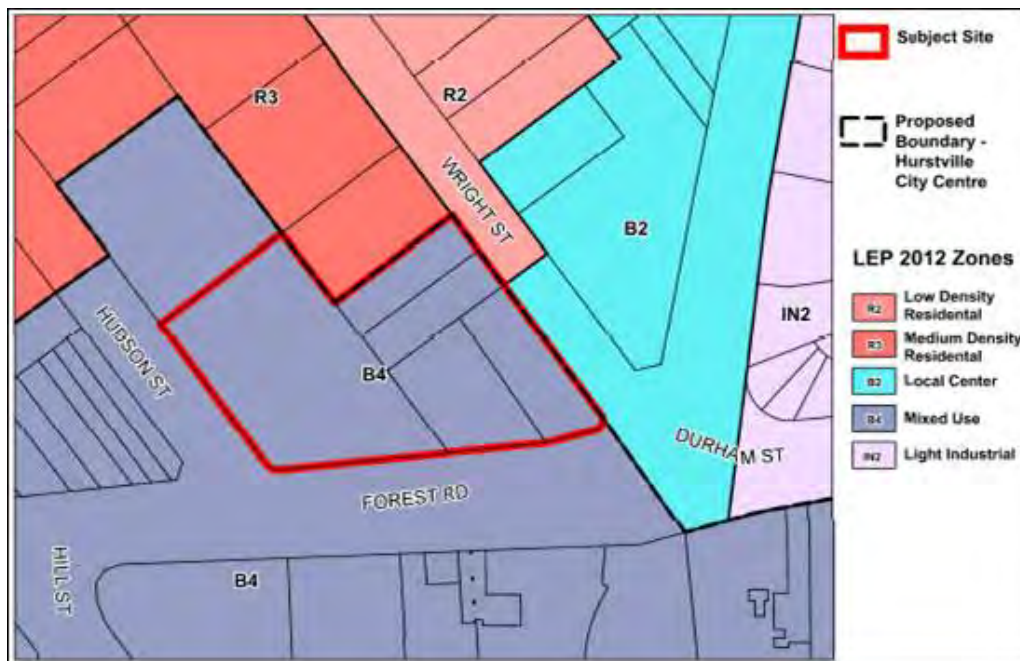 R3
R2
WRIGHT ST
B2
IN2
HUDSON ST
B4
DURHAM ST
FOREST RD
HILL ST
B4
Subject Site
Proposed
Boundary -
Hurstville
City Centre
LEP 2012 Zones
R2 Low Density
Residential
R3 Medium Density
Residential
B2 Local Center
B4 Mixed Use
IN2 Light Industrial